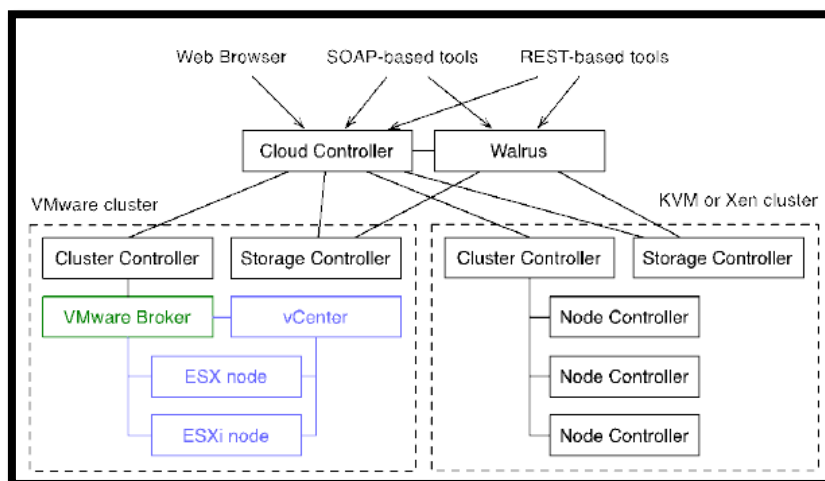 Web Browser
SOAP-based tools
REST-based tools
Cloud Controller
Walrus
VMware cluster
KVM or Xen cluster
Cluster Controller
Storage Controller
Cluster Controller
Storage Controller
VMware Broker
vCenter
Node Controller
ESX node
Node Controller
ESXi node
Node Controller